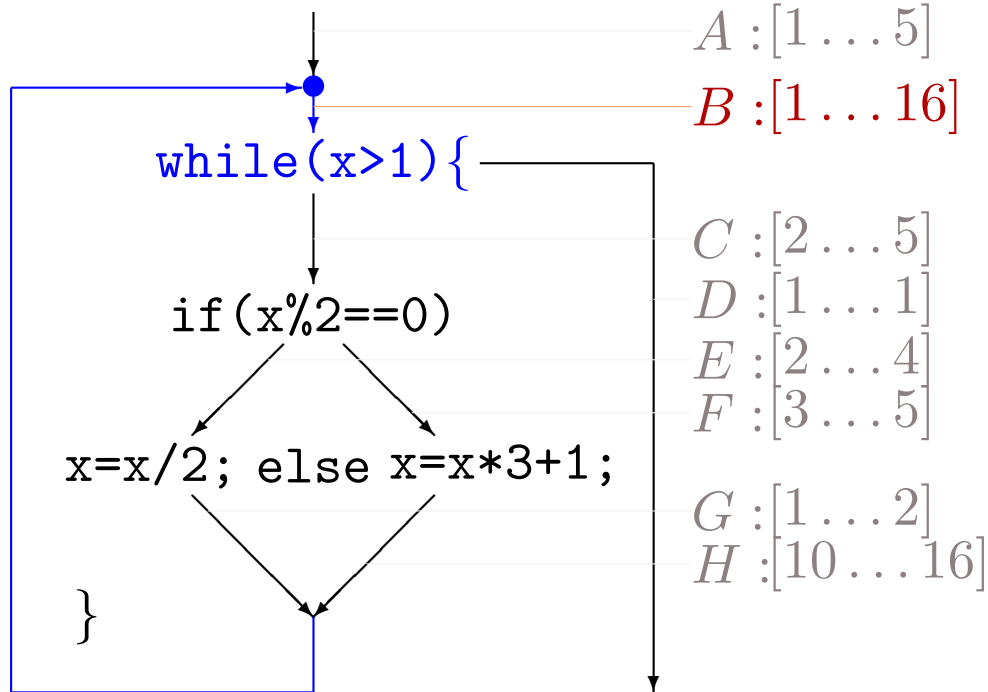 A :[1 … 5]
B :[1 … 16]
while(x>1){
C :[2 … 5]
D :[1 … 1]
if(x%2==0)
E :[2 … 4]
F :[3 … 5]
x=x/2; else x=x*3+1;
G :[1 … 2]
H :[10 … 16]
}